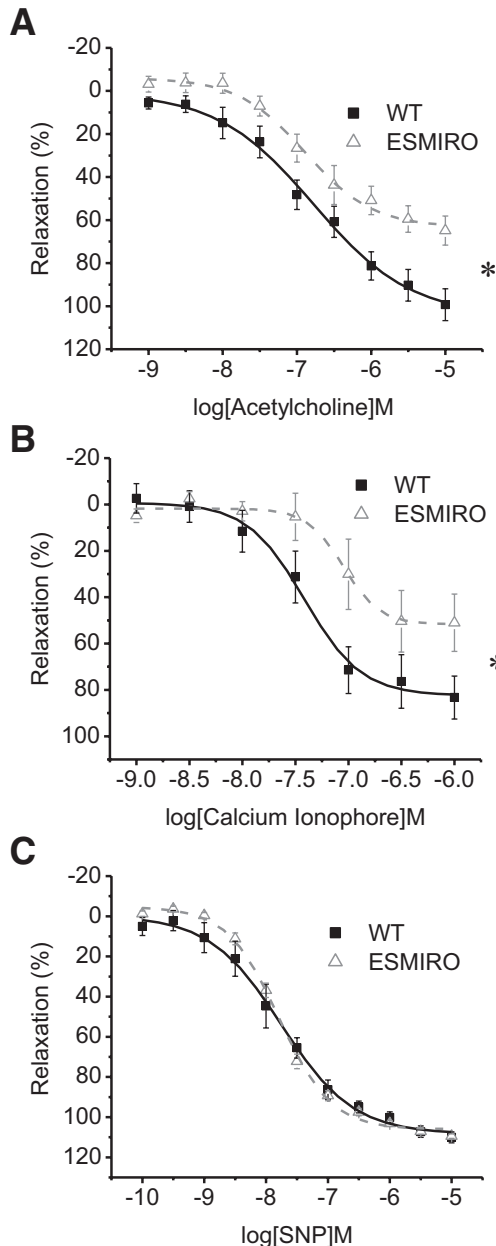 A
-20
0
20
40
60
80
100
120
Relaxation (%)
WT
ESMIRO
*
-9 -8 -7 -6 -5
log[Acetylcholine]M
B
-20
0
20
40
60
80
100
Relaxation (%)
WT
ESMIRO
*
-9.0 -8.5 -8.0 -7.5 -7.0 -6.5 -6.0
log[Calcium Ionophore]M
C
-20
0
20
40
60
80
100
120
Relaxation (%)
WT
ESMIRO
-10 -9 -8 -7 -6 -5
log[SNP]M